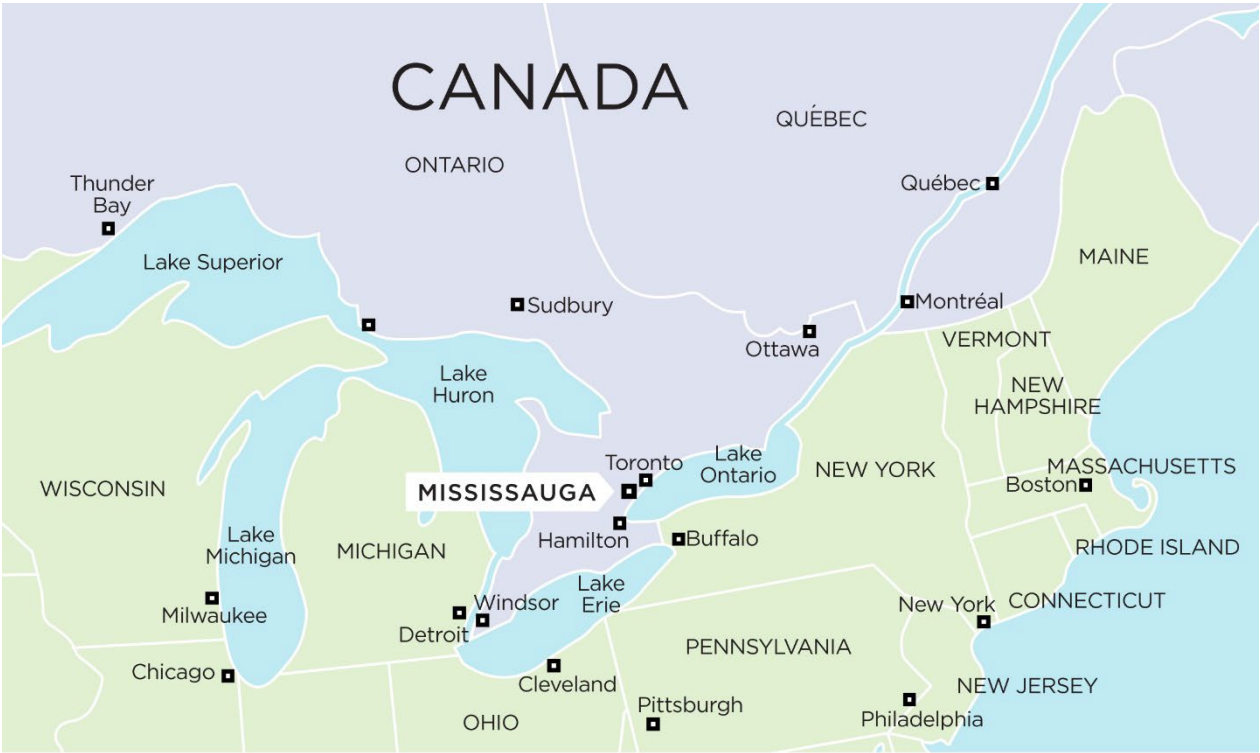 CANADA
QUÉBEC
ONTARIO
Thunder
Bay
Québec
Lake Superior
MAINE
Sudbury
Montréal
Ottawa
VERMONT
Lake
Huron
NEW
HAMPSHIRE
Toronto
Lake
Ontario
NEW YORK
MASSACHUSETTS
Boston
WISCONSIN
MISSISSAUGA
Lake
Michigan
MICHIGAN
Hamilton
Buffalo
RHODE ISLAND
Milwaukee
Windsor
Detroit
Lake
Erie
New York
CONNECTICUT
PENNSYLVANIA
Chicago
Cleveland
NEW JERSEY
OHIO
Pittsburgh
Philadelphia